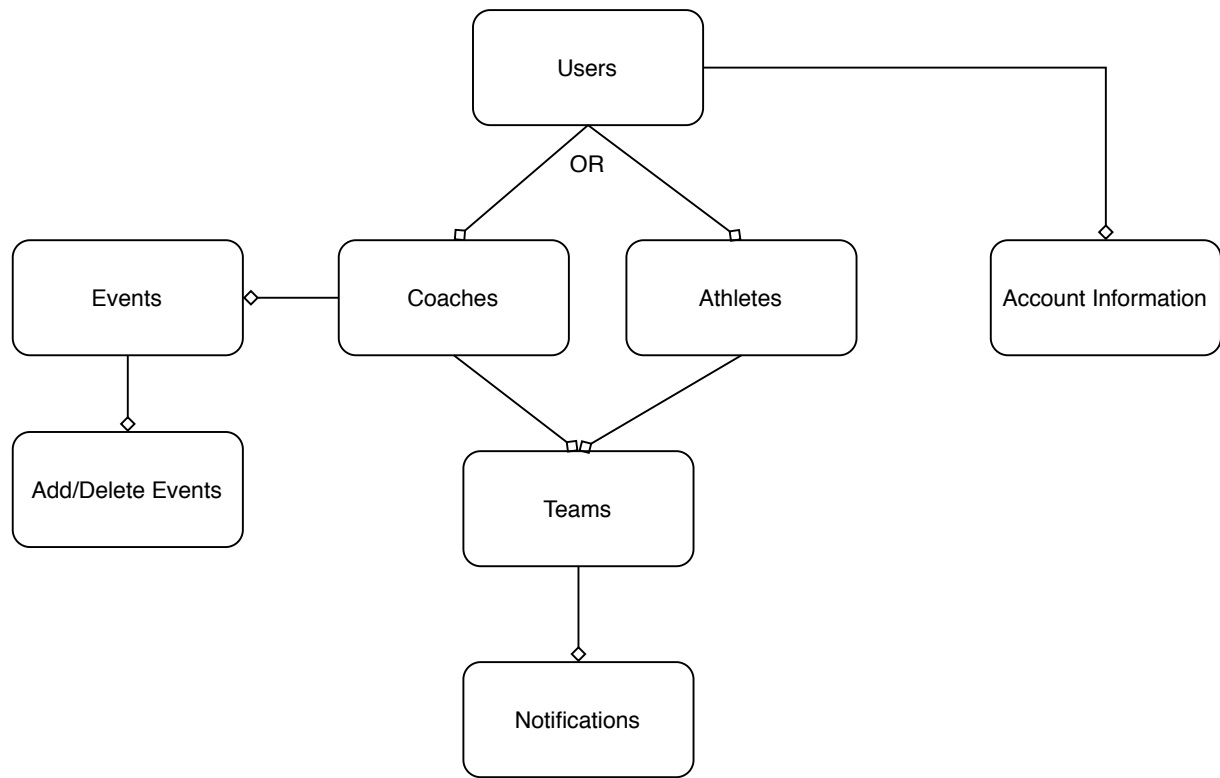 Users
OR
Events
Coaches
Athletes
Account Information
Add/Delete Events
Teams
Notifications